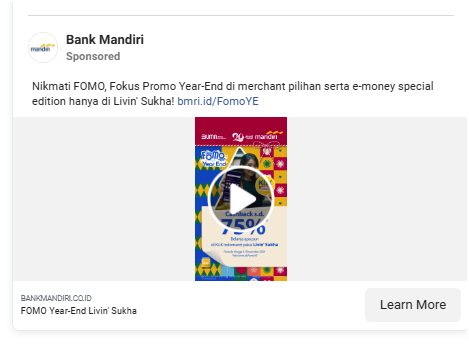 mandiri
Bank Mandiri
Sponsored
Nikmati FOMO, Fokus Promo Year-End di merchant pilihan serta e-money special
edition hanya di Livin' Sukha! bmri.id/FomoYE
BUMN
mandiri
FOMO
Year End
Cashback s.d.
75%
Livin' Sukha
BANKMANDIRI.CO.ID
FOMO Year-End Livin' Sukha
Learn More